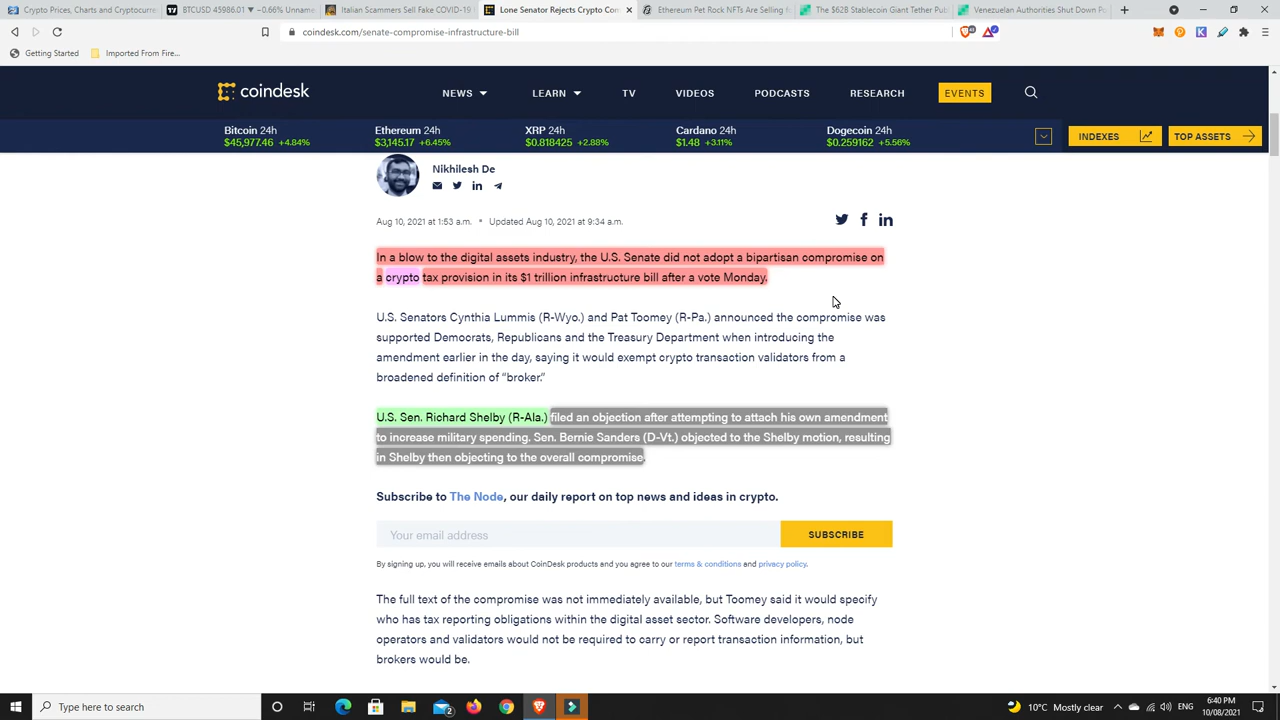 Crypto Prices, Charts and Cryptocurr
BTCUSD 45986.01 ▼ −0.66% Unname
Italian Scammers Sell Fake COVID-19
Lone Senator Rejects Crypto Com
Ethereum Pet Rock NFTs Are Selling f
The $62B Stablecoin Giant Tether Pub
Venezuelan Authorities Shut Down Pu
coindesk.com/senate-compromise-infrastructure-bill
Getting Started
Imported From Fire...
coindesk
NEWS
LEARN
TV
VIDEOS
PODCASTS
RESEARCH
EVENTS
Bitcoin 24h
$45,977.46 +4.84%
Ethereum 24h
$3,145.17 +6.45%
XRP 24h
$0.818425 +2.88%
Cardano 24h
$1.48 +3.11%
Dogecoin 24h
$0.259162 +5.56%
INDEXES
TOP ASSETS
Nikhilesh De
Aug 10, 2021 at 1:53 a.m. • Updated Aug 10, 2021 at 9:34 a.m.
In a blow to the digital assets industry, the U.S. Senate did not adopt a bipartisan compromise on
a crypto tax provision in its $1 trillion infrastructure bill after a vote Monday.
U.S. Senators Cynthia Lummis (R-Wyo.) and Pat Toomey (R-Pa.) announced the compromise was
supported Democrats, Republicans and the Treasury Department when introducing the
amendment earlier in the day, saying it would exempt crypto transaction validators from a
broadened definition of “broker.”
U.S. Sen. Richard Shelby (R-Ala.) filed an objection after attempting to attach his own amendment
to increase military spending. Sen. Bernie Sanders (D-Vt.) objected to the Shelby motion, resulting
in Shelby then objecting to the overall compromise.
Subscribe to The Node, our daily report on top news and ideas in crypto.
Your email address
SUBSCRIBE
By signing up, you will receive emails about CoinDesk products and you agree to our terms & conditions and privacy policy.
The full text of the compromise was not immediately available, but Toomey said it would specify
who has tax reporting obligations within the digital asset sector. Software developers, node
operators and validators would not be required to carry or report transaction information, but
brokers would be.
Type here to search
2
10°C Mostly clear
6:40 PM
10/08/2021